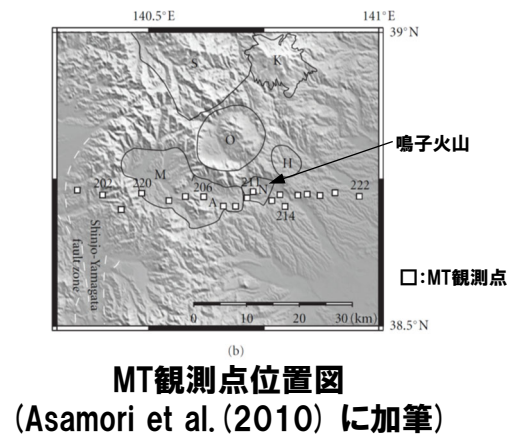 140.5°E
141°E
39°N
S
K
O
鳴子火山
H
M
202
220
206
211
N
222
A
214
Shinjo-Yamagata
fault zone
□:MT観測点
0 10 20 30 (km)
38.5°N
(b)
MT観測点位置図
(Asamori et al.(2010) に加筆)